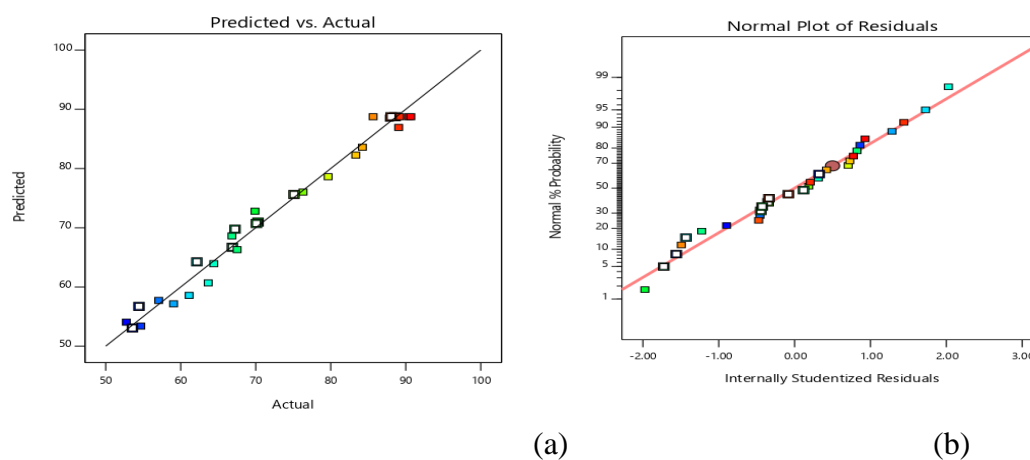 Predicted vs. Actual
100
90
80
70
60
50
Predicted
50 60 70 80 90 100
Actual
(a)
Normal Plot of Residuals
99
95
90
80
70
50
30
20
10
5
1
Normal % Probability
-2.00 -1.00 0.00 1.00 2.00 3.00
Internally Studentized Residuals
(b)